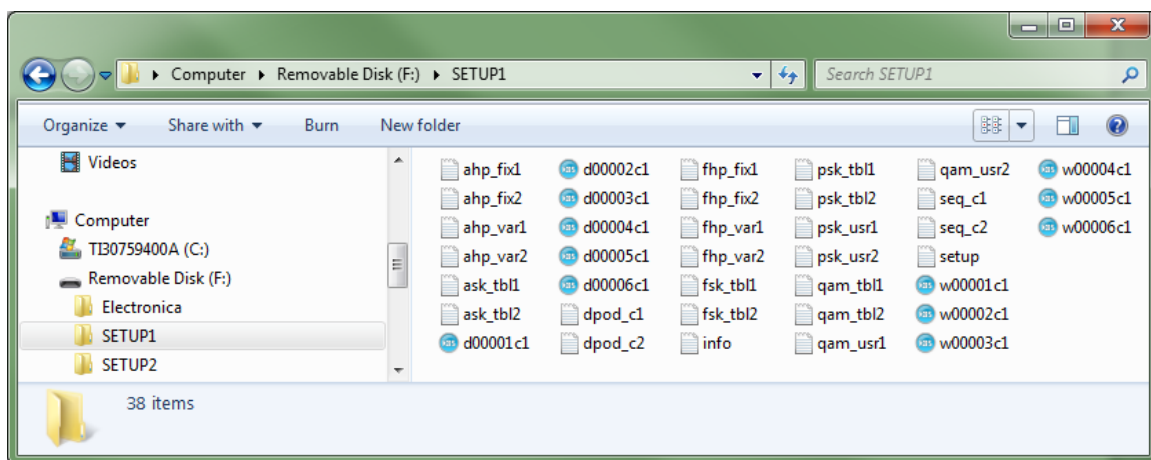 Computer ▸ Removable Disk (F:) ▸ SETUP1
Search SETUP1
Organize Share with Burn New folder
Videos
Computer
TI30759400A (C:)
Removable Disk (F:)
Electronica
SETUP1
SETUP2
ahp_fix1
ahp_fix2
ahp_var1
ahp_var2
ask_tbl1
ask_tbl2
d00001c1
d00002c1
d00003c1
d00004c1
d00005c1
d00006c1
dpod_c1
dpod_c2
fhp_fix1
fhp_fix2
fhp_var1
fhp_var2
fsk_tbl1
fsk_tbl2
info
psk_tbl1
psk_tbl2
psk_usr1
psk_usr2
qam_tbl1
qam_tbl2
qam_usr1
qam_usr2
seq_c1
seq_c2
setup
w00001c1
w00002c1
w00003c1
w00004c1
w00005c1
w00006c1
38 items